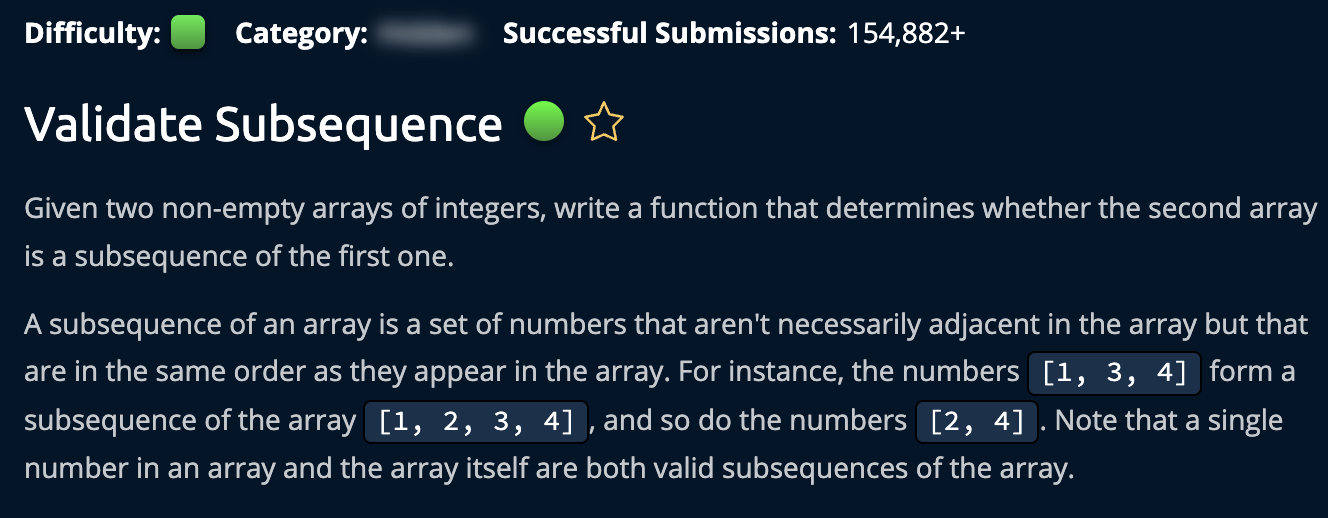 Difficulty: Category: Successful Submissions: 154,882+
Validate Subsequence
Given two non-empty arrays of integers, write a function that determines whether the second array
is a subsequence of the first one.
A subsequence of an array is a set of numbers that aren't necessarily adjacent in the array but that
are in the same order as they appear in the array. For instance, the numbers [1, 3, 4] form a
subsequence of the array [1, 2, 3, 4], and so do the numbers [2, 4]. Note that a single
number in an array and the array itself are both valid subsequences of the array.